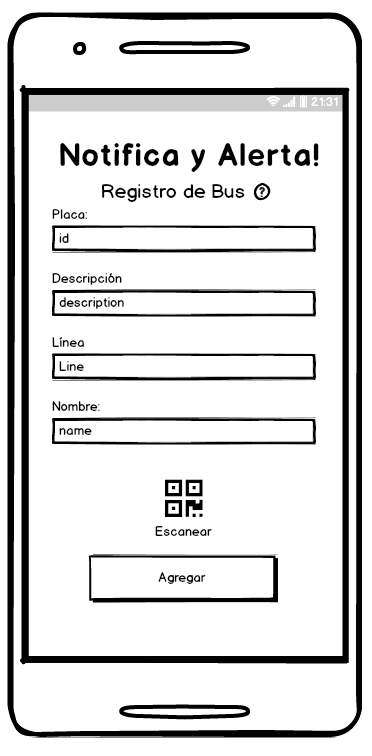 21:31
Notifica y Alerta!
Registro de Bus ?
Placa:
id
Descripción
description
Línea
Line
Nombre:
name
Escanear
Agregar